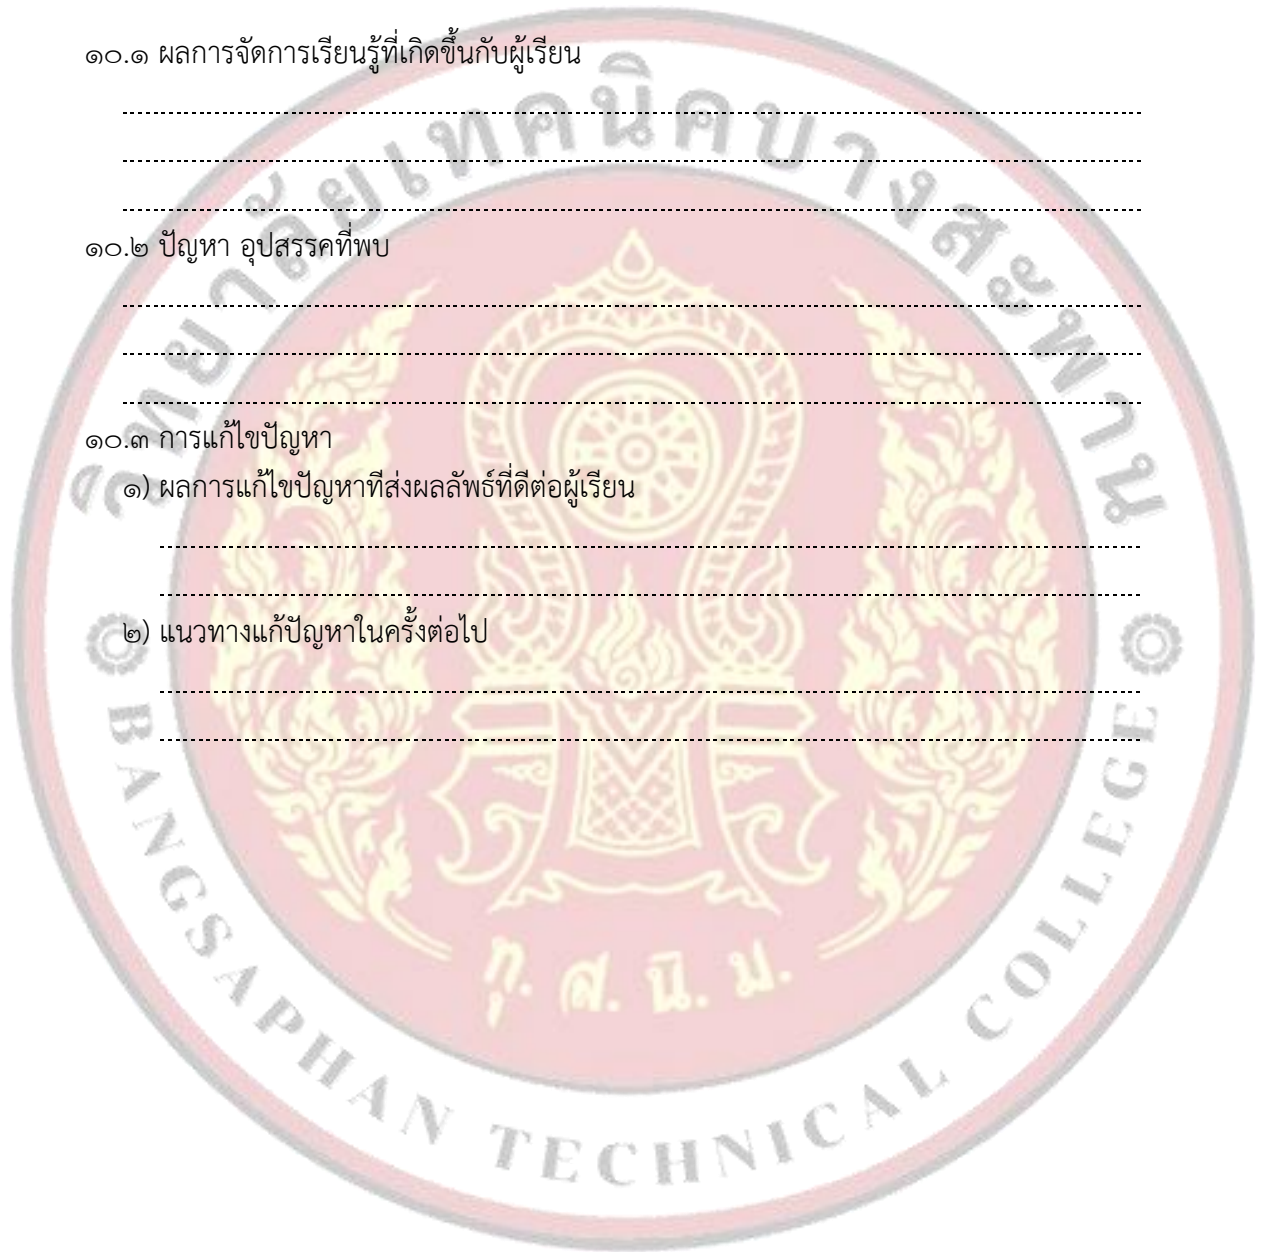 ๑๐.๑ ผลการจัดการเรียนรู้ที่เกิดขึ้นกับผู้เรียน
๑๐.๒ ปัญหา อุปสรรคที่พบ
๑๐.๓ การแก้ไขปัญหา
๑) ผลการแก้ไขปัญหาทีส่งผลลัพธ์ที่ดีต่อผู้เรียน
๒) แนวทางแก้ปัญหาในครั้งต่อไป
วิทยาลัยเทคนิคบางสะพาน
ทุ. ส. นิ. ม.
BANGSAPHAN TECHNICAL COLLEGE